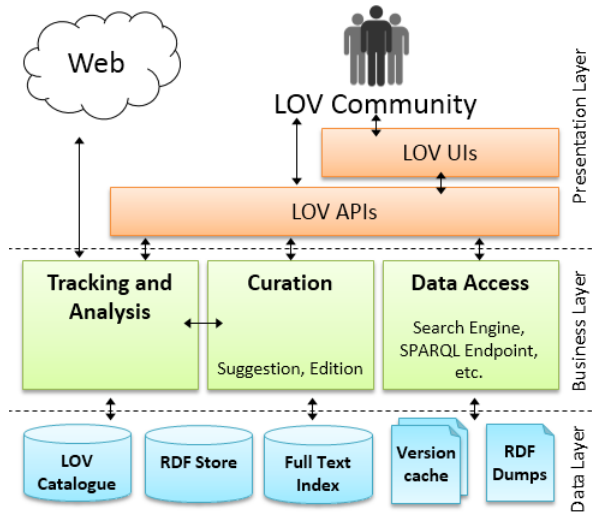 Web
LOV Community
LOV UIs
LOV APIs
Presentation Layer
Tracking and
Analysis
Curation
Suggestion, Edition
Data Access
Search Engine,
SPARQL Endpoint,
etc.
Business Layer
LOV
Catalogue
RDF Store
Full Text
Index
Version
cache
RDF
Dumps
Data Layer